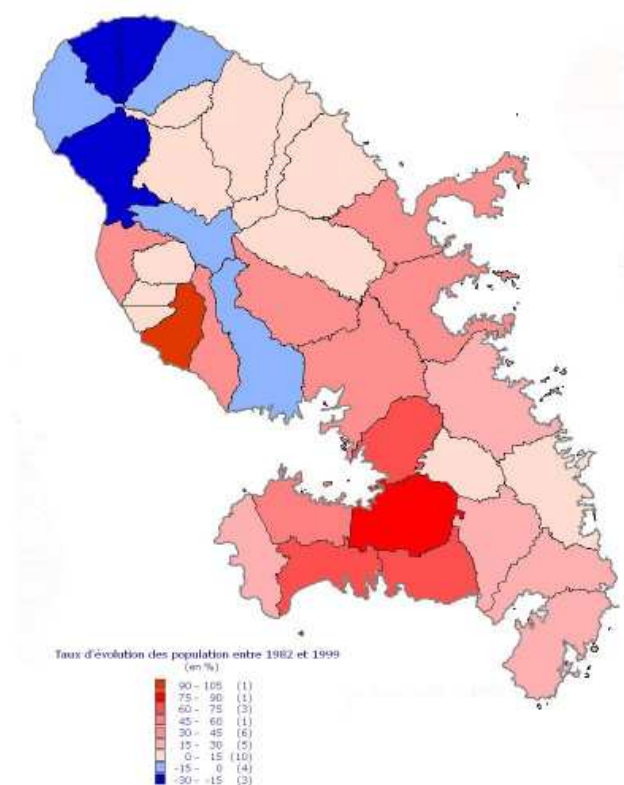 Taux d'évolution des population entre 1982 et 1999
(en %)
90 - 105 (1)
75 - 90 (1)
60 - 75 (3)
45 - 60 (1)
30 - 45 (6)
15 - 30 (5)
0 - 15 (10)
-15 - 0 (4)
-30 - -15 (3)